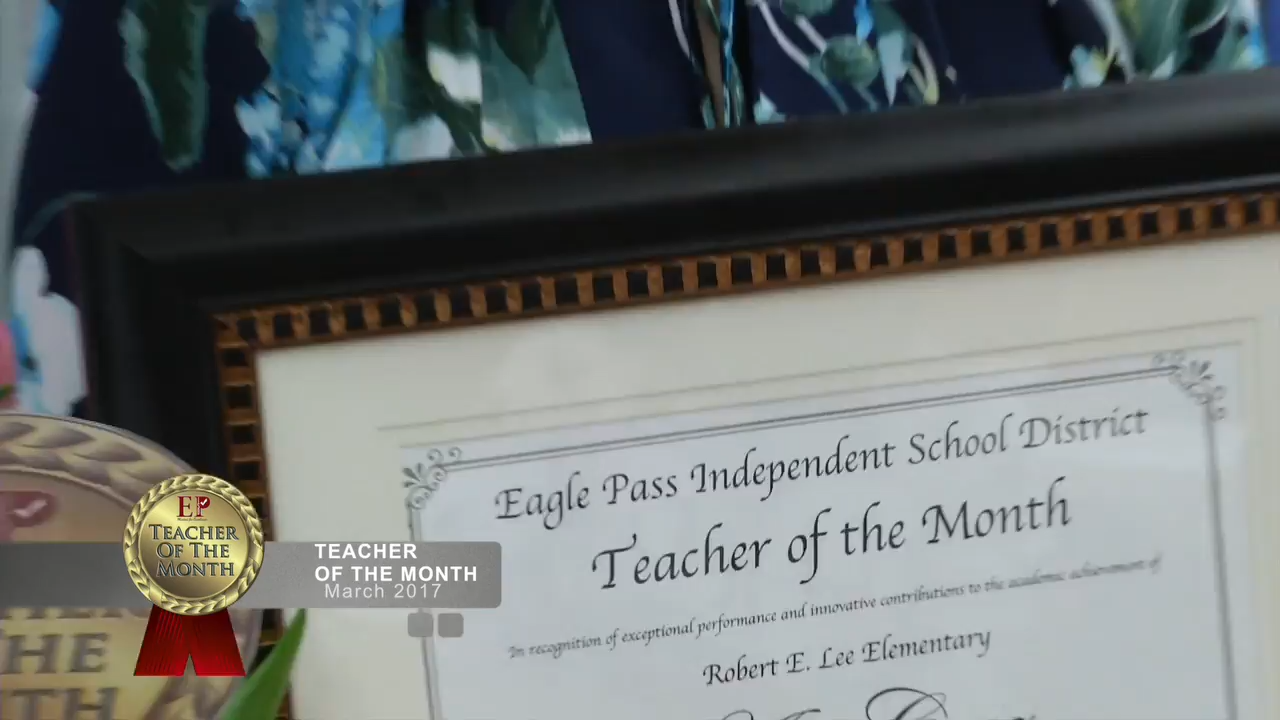 Eagle Pass Independent School District
Teacher of the Month
In recognition of exceptional performance and innovative contributions to the academic achievement of
Robert E. Lee Elementary
EP
TEACHER
OF THE
MONTH
TEACHER
OF THE MONTH
March 2017
THE